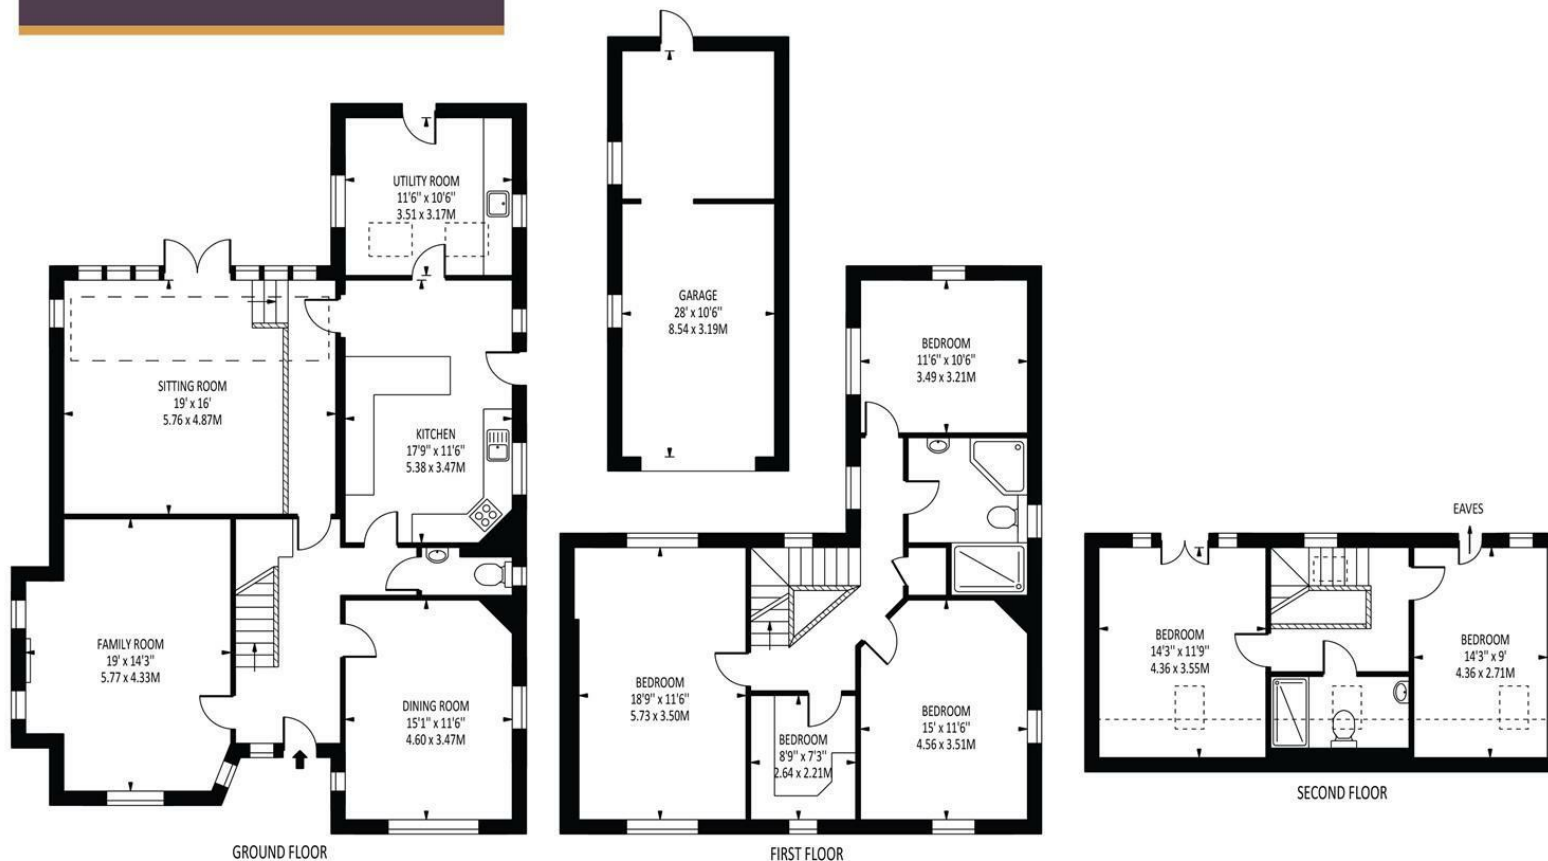 UTILITY ROOM
11'6" x 10'6"
3.51 x 3.17M
SITTING ROOM
19' x 16'
5.76 x 4.87M
KITCHEN
17'9" x 11'6"
5.38 x 3.47M
FAMILY ROOM
19' x 14'3"
5.77 x 4.33M
DINING ROOM
15'1" x 11'6"
4.60 x 3.47M
GROUND FLOOR
GARAGE
28' x 10'6"
8.54 x 3.19M
BEDROOM
11'6" x 10'6"
3.49 x 3.21M
BEDROOM
18'9" x 11'6"
5.73 x 3.50M
BEDROOM
8'9" x 7'3"
2.64 x 2.21M
BEDROOM
15' x 11'6"
4.56 x 3.51M
FIRST FLOOR
EAVES
BEDROOM
14'3" x 11'9"
4.36 x 3.55M
BEDROOM
14'3" x 9'
4.36 x 2.71M
SECOND FLOOR